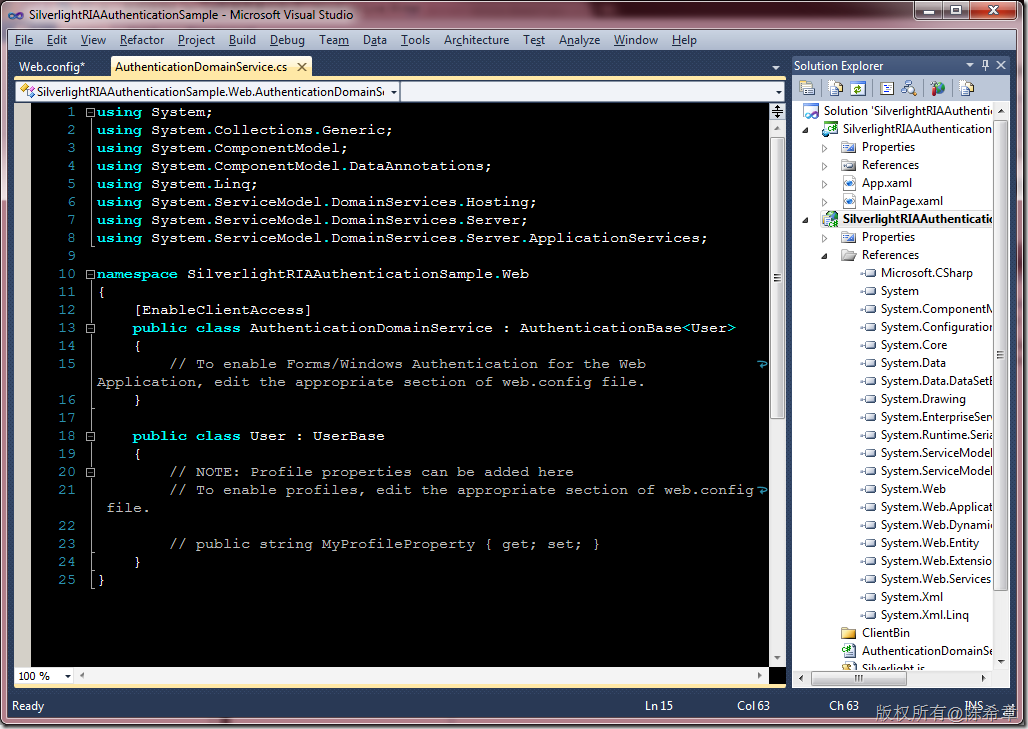 SilverlightRIAAuthenticationSample - Microsoft Visual Studio
File Edit View Refactor Project Build Debug Team Data Tools Architecture Test Analyze Window Help
Web.config* AuthenticationDomainService.cs
SilverlightRIAAuthenticationSample.Web.AuthenticationDomainS
1 using System;
2 using System.Collections.Generic;
3 using System.ComponentModel;
4 using System.ComponentModel.DataAnnotations;
5 using System.Linq;
6 using System.ServiceModel.DomainServices.Hosting;
7 using System.ServiceModel.DomainServices.Server;
8 using System.ServiceModel.DomainServices.Server.ApplicationServices;
9
10 namespace SilverlightRIAAuthenticationSample.Web
11 {
12 [EnableClientAccess]
13 public class AuthenticationDomainService : AuthenticationBase<User>
14 {
15 // To enable Forms/Windows Authentication for the Web
Application, edit the appropriate section of web.config file.
16 }
17
18 public class User : UserBase
19 {
20 // NOTE: Profile properties can be added here
21 // To enable profiles, edit the appropriate section of web.config
file.
22
23 // public string MyProfileProperty { get; set; }
24 }
25 }
100 %
Solution Explorer
Solution 'SilverlightRIAAuthenti
SilverlightRIAAuthentication
Properties
References
App.xaml
MainPage.xaml
SilverlightRIAAuthenticatio
Properties
References
Microsoft.CSharp
System
System.ComponentM
System.Configuration
System.Core
System.Data
System.Data.DataSetE
System.Drawing
System.EnterpriseServ
System.Runtime.Seria
System.ServiceModel
System.ServiceModel
System.Web
System.Web.Applicat
System.Web.Dynami
System.Web.Entity
System.Web.Extensio
System.Web.Services
System.Xml
System.Xml.Linq
ClientBin
AuthenticationDomainSe
Silverlight.js
Ready Ln 15 Col 63 Ch 63 INS
版权所有@陈希章